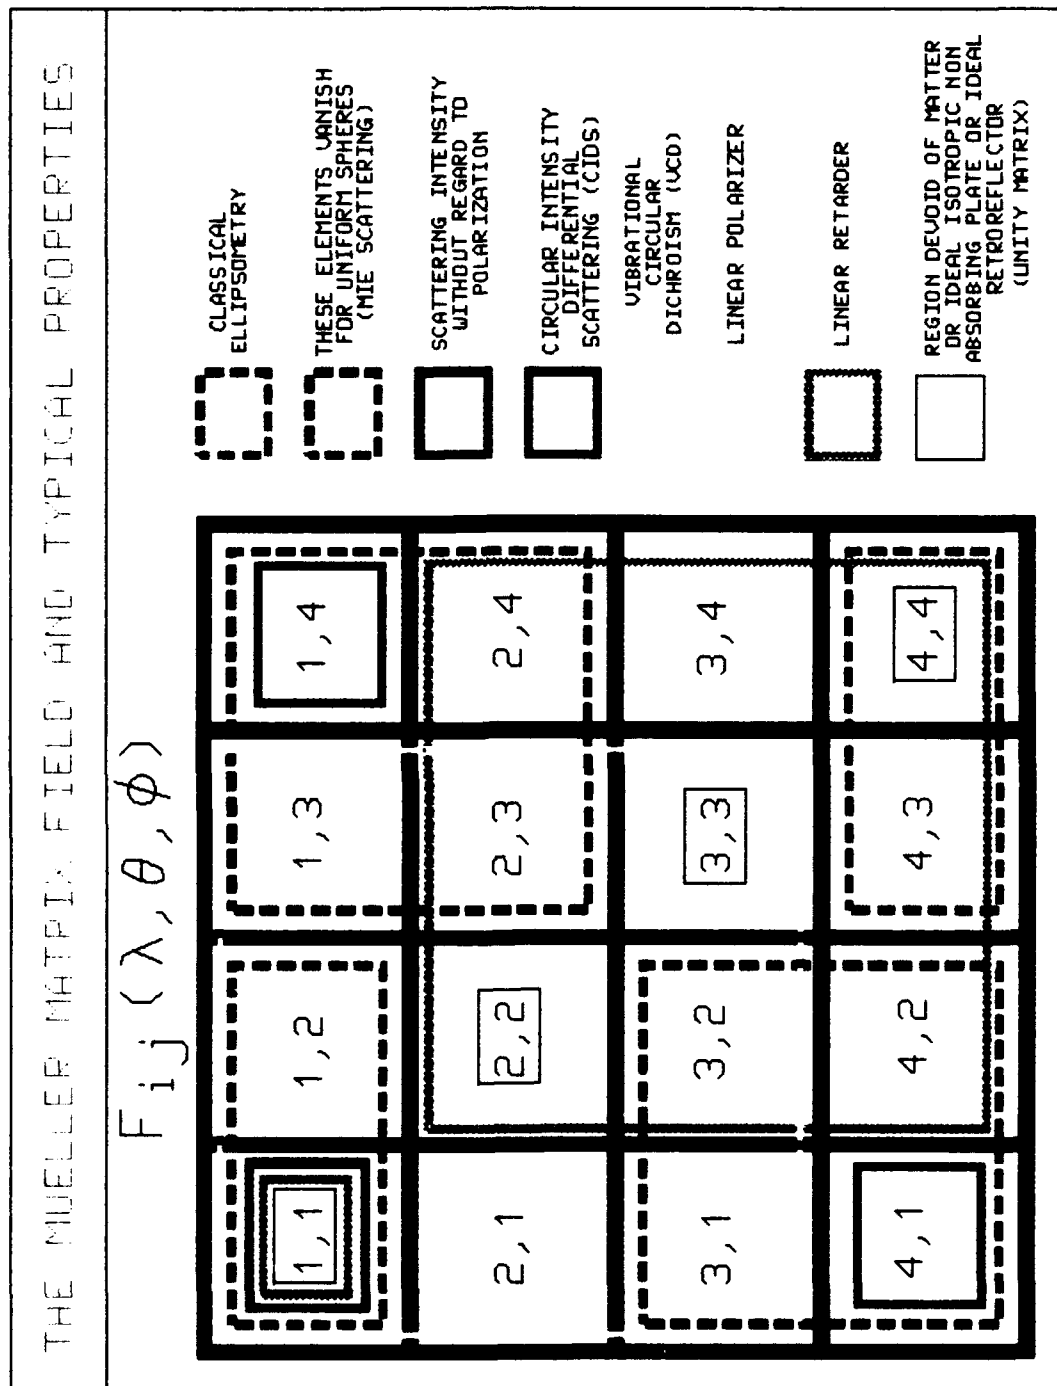 THE MUELLER MATRIX FIELD AND TYPICAL PROPERTIES
F i j ( λ , θ , ϕ )
1,1 1,2 1,3 1,4
2,1 2,2 2,3 2,4
3,1 3,2 3,3 3,4
4,1 4,2 4,3 4,4
CLASSICAL
ELLIPSOMETRY
THESE ELEMENTS VANISH
FOR UNIFORM SPHERES
(MIE SCATTERING)
SCATTERING INTENSITY
WITHOUT REGARD TO
POLARIZATION
CIRCULAR INTENSITY
DIFFERENTIAL
SCATTERING (CIDS)
VIBRATIONAL
CIRCULAR
DICHROISM (VCD)
LINEAR POLARIZER
LINEAR RETARDER
REGION DEVOID OF MATTER
OR IDEAL ISOTROPIC NON
ABSORBING PLATE OR IDEAL
RETROREFLECTOR
(UNITY MATRIX)